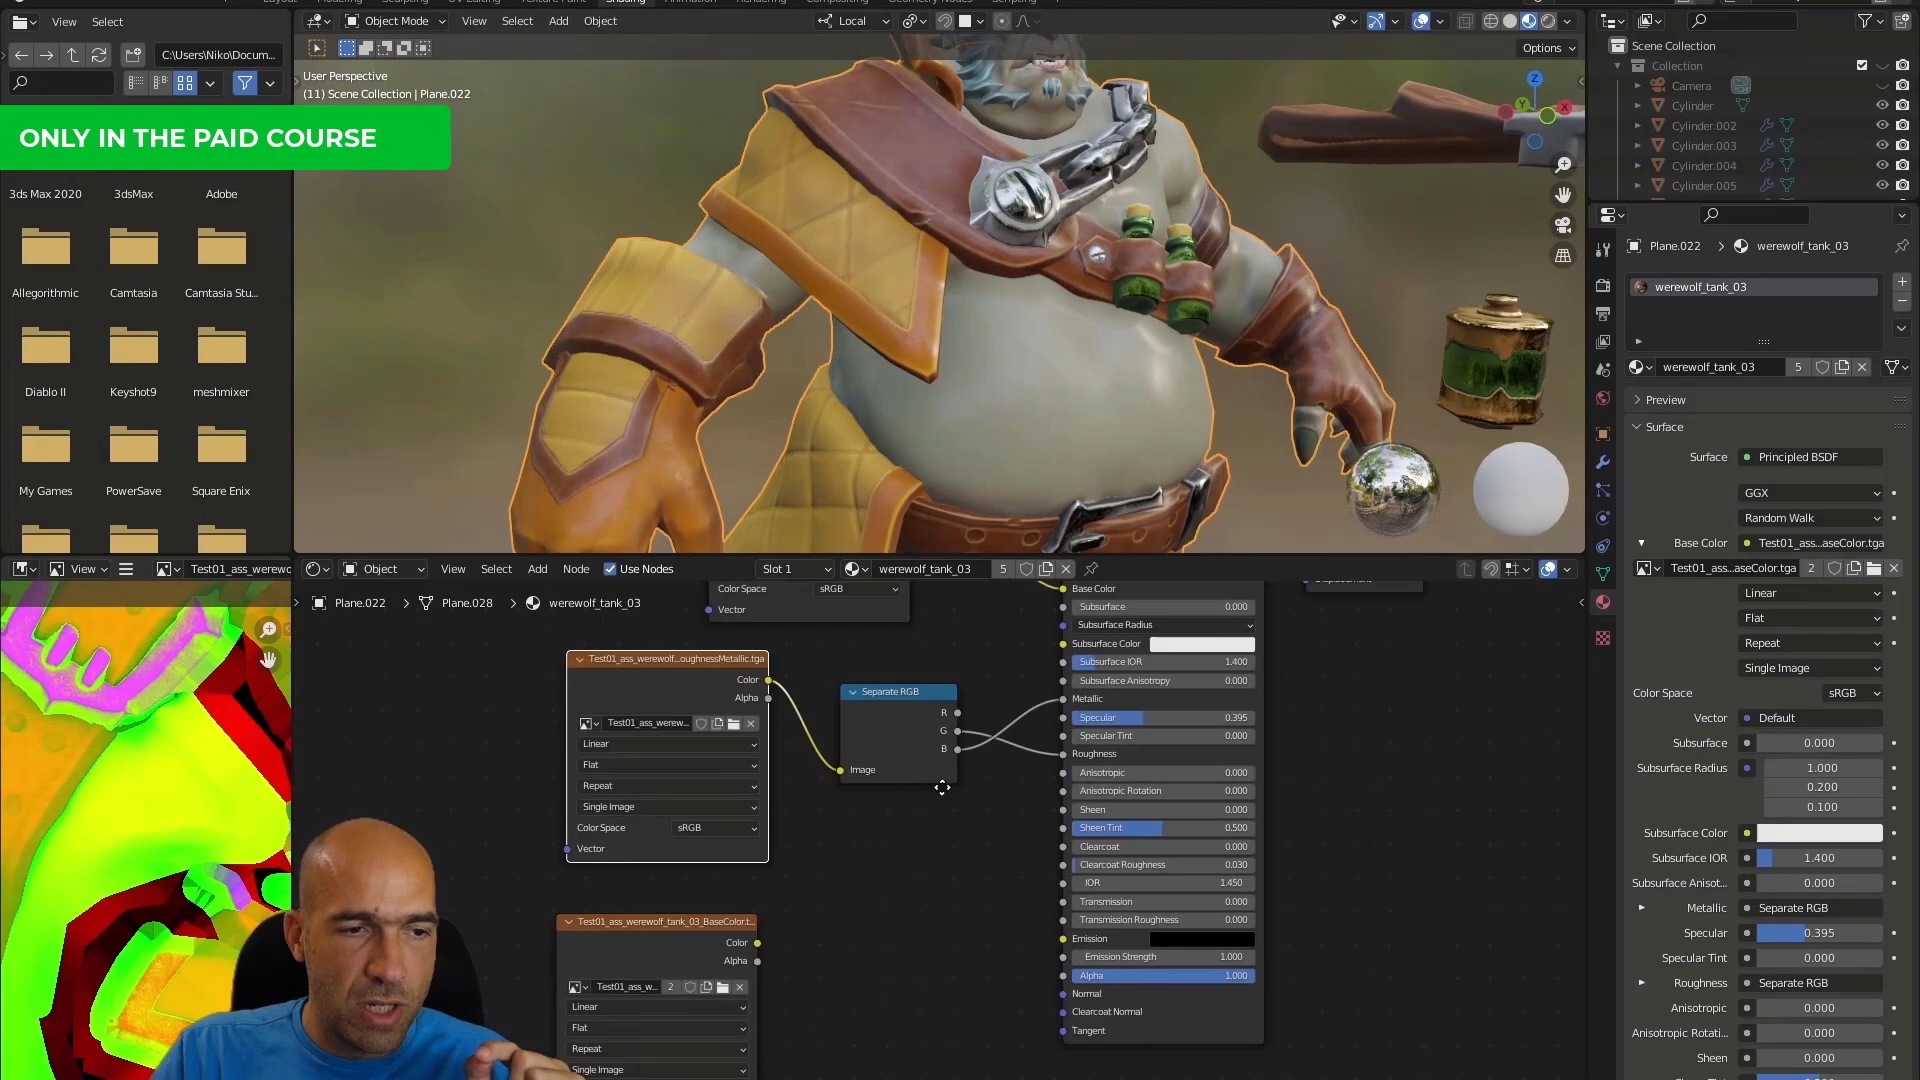 View
Select
C:\Users\Niko\Docum...
ONLY IN THE PAID COURSE
3ds Max 2020
3dsMax
Adobe
Allegorithmic
Camtasia
Camtasia Stu...
Diablo II
Keyshot9
meshmixer
My Games
PowerSave
Square Enix
Object Mode
View
Select
Add
Object
Local
Options
User Perspective
(11) Scene Collection | Plane.022
Z
Y
X
Scene Collection
Collection
Camera
Cylinder
Cylinder.002
Cylinder.003
Cylinder.004
Cylinder.005
Plane.022
werewolf_tank_03
werewolf_tank_03
werewolf_tank_03
5
Preview
Surface
Surface
Principled BSDF
GGX
Random Walk
Base Color
Test01_ass...aseColor.tga
Test01_ass...aseColor.tga
2
Linear
Flat
Repeat
Single Image
Color Space
sRGB
Vector
Default
Subsurface
0.000
Subsurface Radius
1.000
0.200
0.100
Subsurface Color
Subsurface IOR
1.400
Subsurface Anisot...
0.000
Metallic
Separate RGB
Specular
0.395
Specular Tint
0.000
Roughness
Separate RGB
Anisotropic
0.000
Anisotropic Rotati...
0.000
Sheen
0.000
View
Test01_ass_werewo
Object
View
Select
Add
Node
Use Nodes
Slot 1
werewolf_tank_03
5
Plane.022
Plane.028
werewolf_tank_03
Color Space
sRGB
Vector
Test01_ass_werewolf...oughnessMetallic.tga
Color
Alpha
Test01_ass_werew...
Linear
Flat
Repeat
Single Image
Color Space
sRGB
Vector
Separate RGB
R
G
B
Image
Test01_ass_werewolf_tank_03_BaseColor.t...
Color
Alpha
Test01_ass_w...
2
Linear
Flat
Repeat
Single Image
Base Color
Subsurface
0.000
Subsurface Radius
Subsurface Color
Subsurface IOR
1.400
Subsurface Anisotropy
0.000
Metallic
Specular
0.395
Specular Tint
0.000
Roughness
Anisotropic
0.000
Anisotropic Rotation
0.000
Sheen
0.000
Sheen Tint
0.500
Clearcoat
0.000
Clearcoat Roughness
0.030
IOR
1.450
Transmission
0.000
Transmission Roughness
0.000
Emission
Emission Strength
1.000
Alpha
1.000
Normal
Clearcoat Normal
Tangent